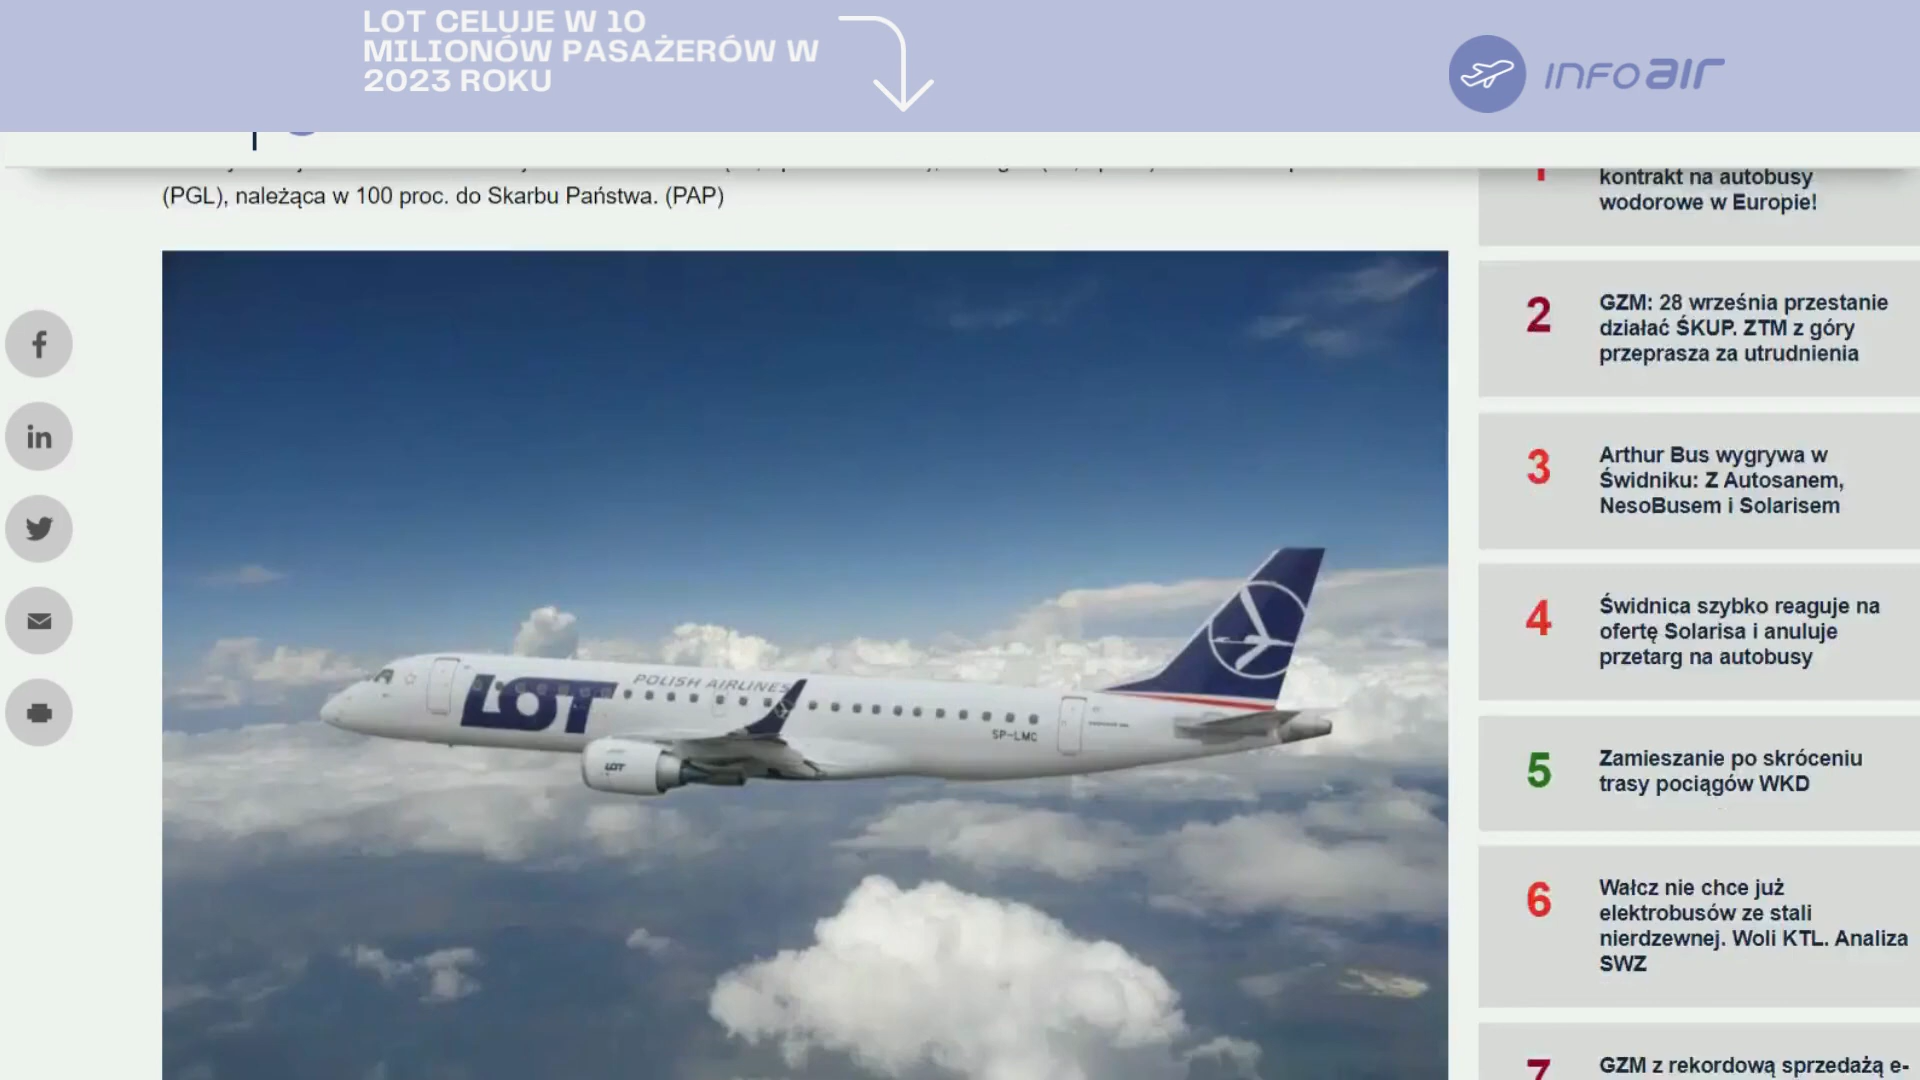 LOT CELUJE W 10
MILIONÓW PASAŻERÓW W
2023 ROKU
INFOAIR
(PGL), należąca w 100 proc. do Skarbu Państwa. (PAP)
LOT
POLISH AIRLINES
SP-LMC
LOT
kontrakt na autobusy
wodorowe w Europie!
2
GZM: 28 września przestanie
działać ŚKUP. ZTM z góry
przeprasza za utrudnienia
3
Arthur Bus wygrywa w
Świdniku: Z Autosanem,
NesoBusem i Solarisem
4
Świdnica szybko reaguje na
ofertę Solarisa i anuluje
przetarg na autobusy
5
Zamieszanie po skróceniu
trasy pociągów WKD
6
Wałcz nie chce już
elektrobusów ze stali
nierdzewnej. Woli KTL. Analiza
SWZ
7
GZM z rekordową sprzedażą e-